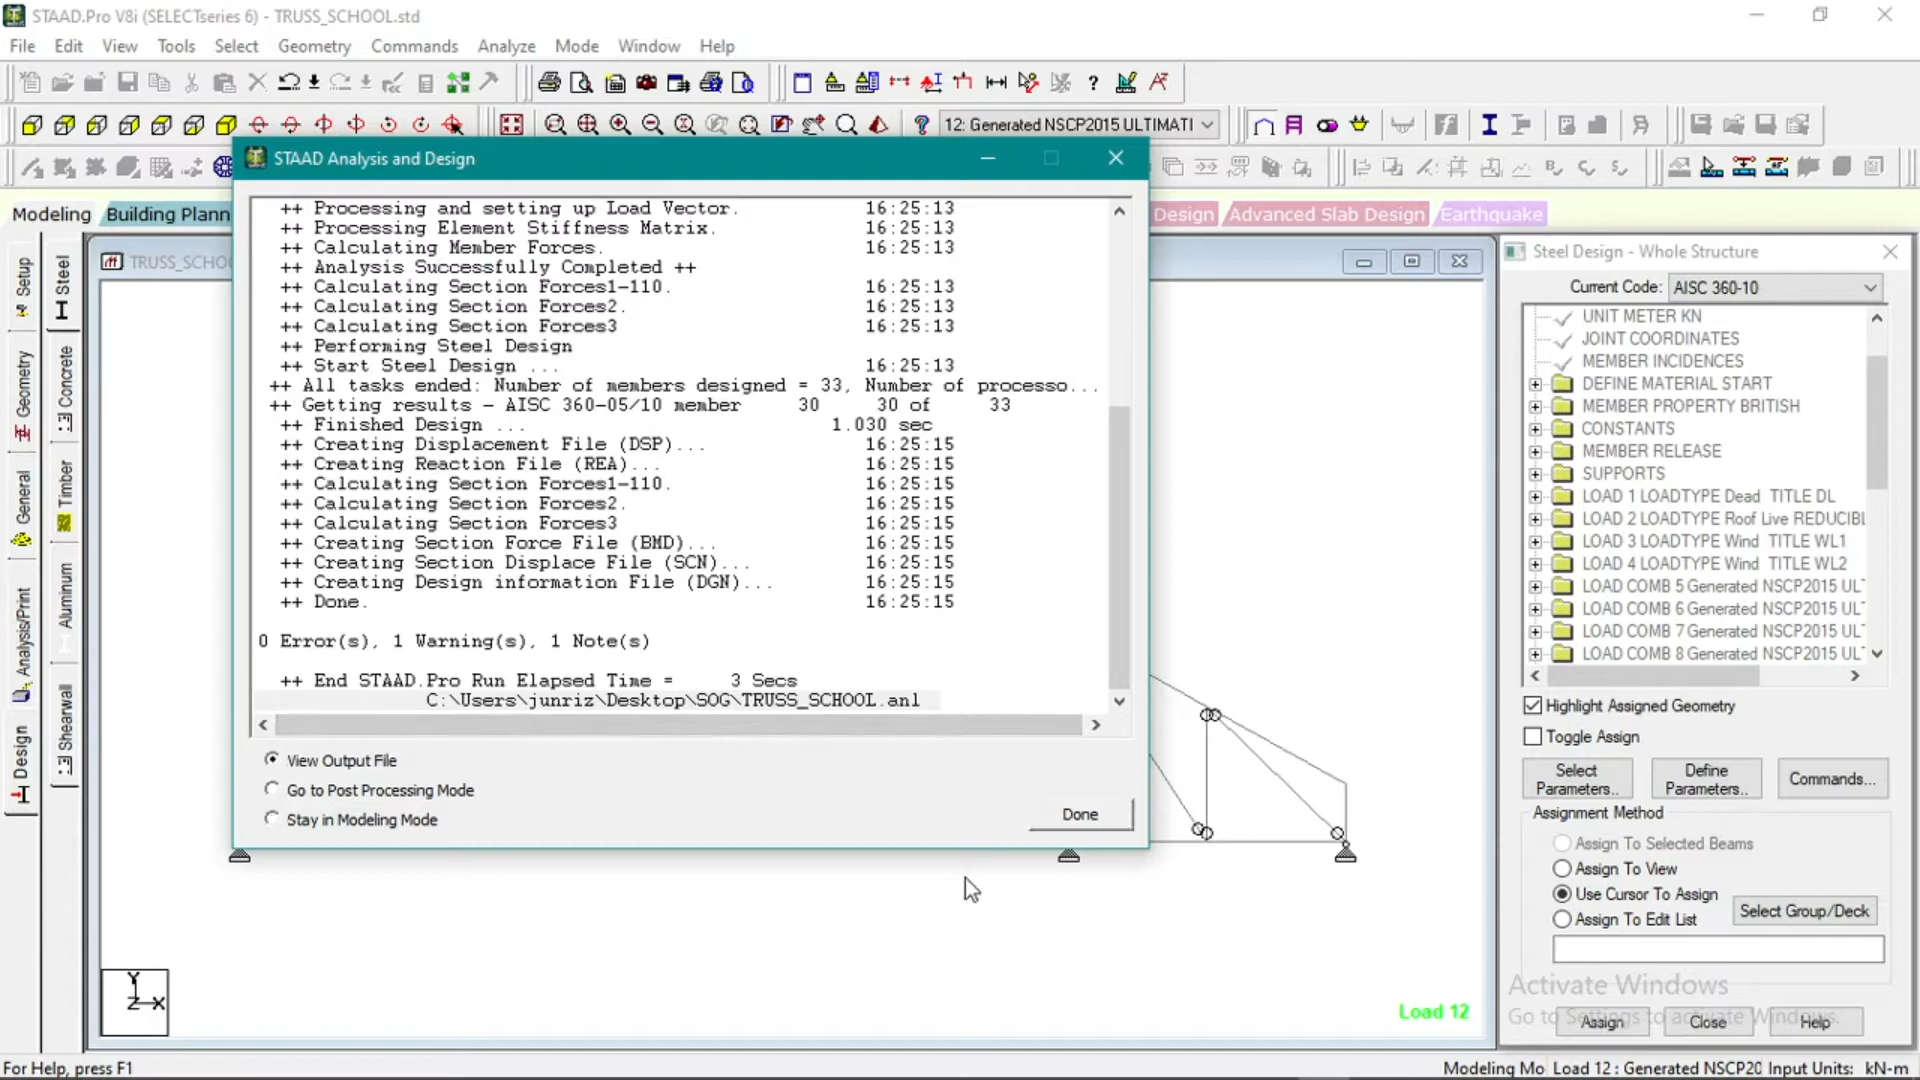 STAAD.Pro V8i (SELECTseries 6) - TRUSS_SCHOOL.std
File Edit View Tools Select Geometry Commands Analyze Mode Window Help
12: Generated NSCP2015 ULTIMATI
STAAD Analysis and Design
Modeling
Building Plann
Design
Advanced Slab Design
Earthquake
TRUSS_SCHOO
++ Processing and setting up Load Vector. 16:25:13
++ Processing Element Stiffness Matrix. 16:25:13
++ Calculating Member Forces. 16:25:13
++ Analysis Successfully Completed ++
++ Calculating Section Forces1-110. 16:25:13
++ Calculating Section Forces2. 16:25:13
++ Calculating Section Forces3 16:25:13
++ Performing Steel Design
++ Start Steel Design ... 16:25:13
++ All tasks ended: Number of members designed = 33, Number of processo...
++ Getting results - AISC 360-05/10 member 30 30 of 33
++ Finished Design ... 1.030 sec
++ Creating Displacement File (DSP)... 16:25:15
++ Creating Reaction File (REA)... 16:25:15
++ Calculating Section Forces1-110. 16:25:15
++ Calculating Section Forces2. 16:25:15
++ Calculating Section Forces3 16:25:15
++ Creating Section Force File (BMD)... 16:25:15
++ Creating Section Displace File (SCN)... 16:25:15
++ Creating Design information File (DGN)... 16:25:15
++ Done. 16:25:15
0 Error(s), 1 Warning(s), 1 Note(s)
++ End STAAD.Pro Run Elapsed Time = 3 Secs
C:\Users\junriz\Desktop\SOG\TRUSS_SCHOOL.anl
View Output File
Go to Post Processing Mode
Stay in Modeling Mode
Done
Setup
Geometry
General
Analysis/Print
Design
Steel
Concrete
Timber
Aluminum
Shearwall
Steel Design - Whole Structure
Current Code: AISC 360-10
UNIT METER KN
JOINT COORDINATES
MEMBER INCIDENCES
DEFINE MATERIAL START
MEMBER PROPERTY BRITISH
CONSTANTS
MEMBER RELEASE
SUPPORTS
LOAD 1 LOADTYPE Dead TITLE DL
LOAD 2 LOADTYPE Roof Live REDUCIBL
LOAD 3 LOADTYPE Wind TITLE WL1
LOAD 4 LOADTYPE Wind TITLE WL2
LOAD COMB 5 Generated NSCP2015 UL
LOAD COMB 6 Generated NSCP2015 UL
LOAD COMB 7 Generated NSCP2015 UL
LOAD COMB 8 Generated NSCP2015 UL
Highlight Assigned Geometry
Toggle Assign
Select Parameters..
Define Parameters..
Commands...
Assignment Method
Assign To Selected Beams
Assign To View
Use Cursor To Assign
Assign To Edit List
Select Group/Deck
Activate Windows
Go to Settings to activate Windows.
Assign
Close
Help
Y
Z X
Load 12
For Help, press F1
Modeling Mo Load 12 : Generated NSCP20 Input Units: kN-m